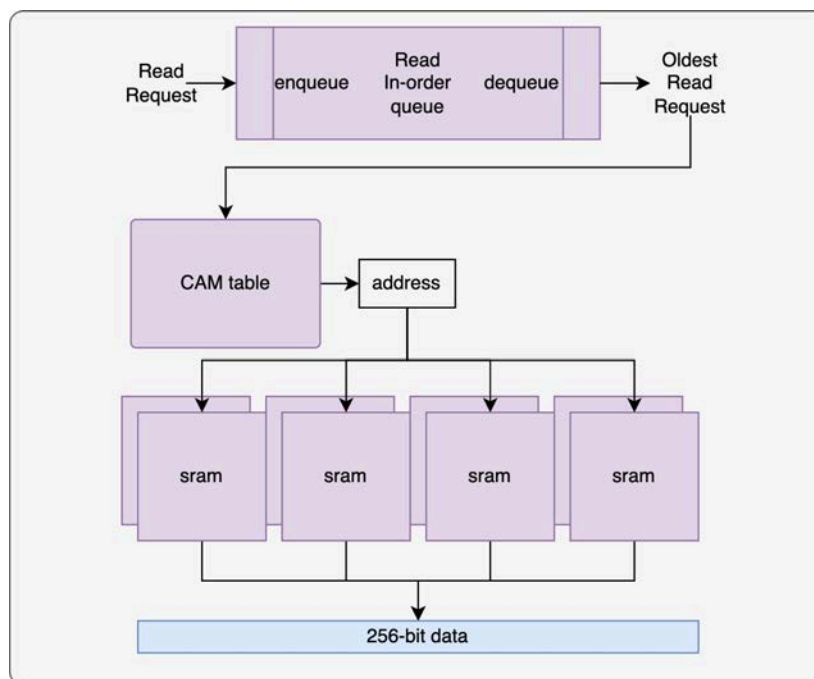 Read
Request
enqueue
Read
In-order
queue
dequeue
Oldest
Read
Request
CAM table
address
sram
sram
sram
sram
256-bit data